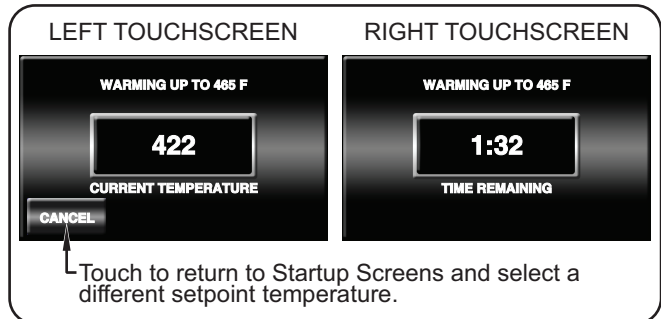 LEFT TOUCHSCREEN
RIGHT TOUCHSCREEN
WARMING UP TO 465 F
422
CURRENT TEMPERATURE
CANCEL
WARMING UP TO 465 F
1:32
TIME REMAINING
Touch to return to Startup Screens and select a
different setpoint temperature.